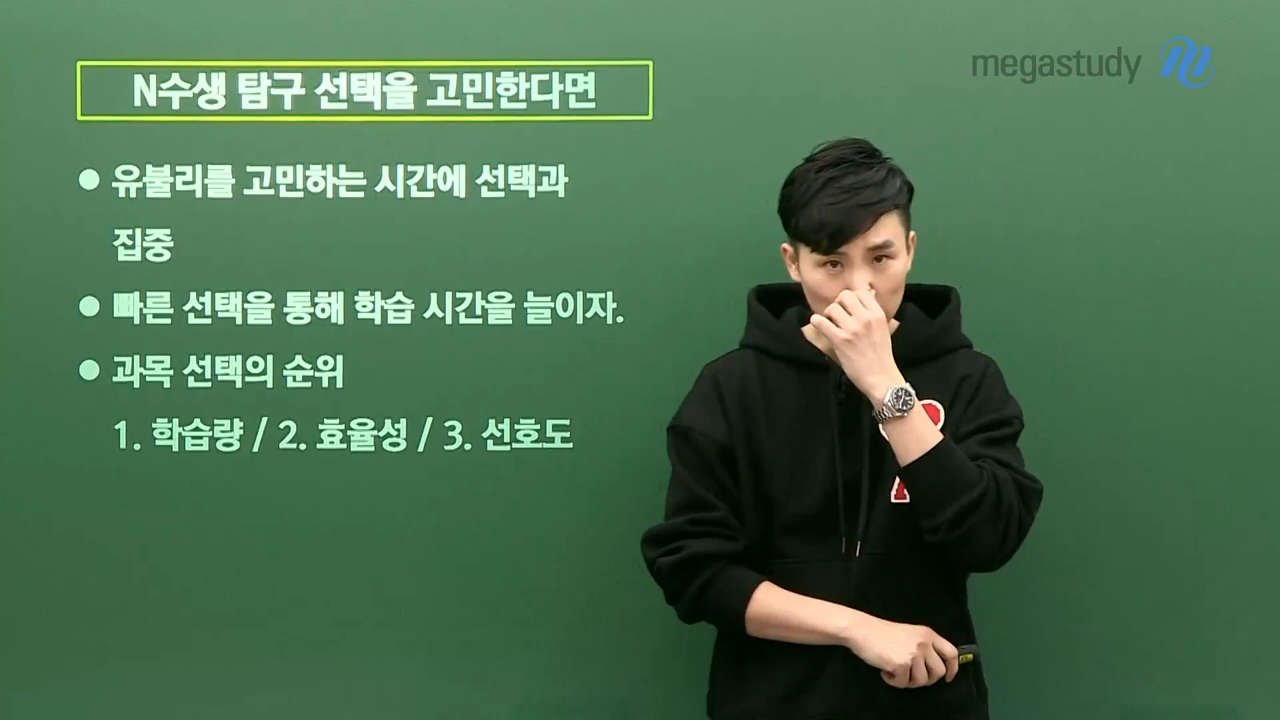 megastudy
N수생 탐구 선택을 고민한다면
● 유불리를 고민하는 시간에 선택과
집중
● 빠른 선택을 통해 학습 시간을 늘이자.
● 과목 선택의 순위
1. 학습량 / 2. 효율성 / 3. 선호도